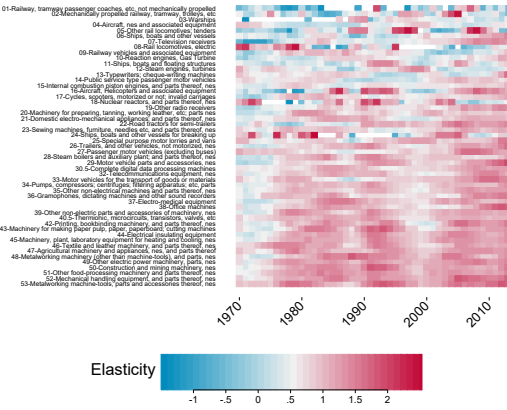 01-Railway, tramway passenger coaches, etc, not mechanically propelled
02-Mechanically propelled railway, tramway, trolleys, etc
03-Warships
04-Aircraft, nes and associated equipment
05-Other rail locomotives; tenders
06-Ships, boats and other vessels
07-Television receivers
08-Rail locomotives, electric
09-Railway vehicles and associated equipment
10-Reaction engines, Gas Turbine
11-Ships, boats and floating structures
12-Steam engines, turbines
13-Typewriters; cheque-writing machines
14-Public service type passenger motor vehicles
15-Internal combustion piston engines, and parts thereof, nes
16-Aircraft, Helicopters and associated equipment
17-Cycles, scooters, motorized or not; invalid carriages
18-Nuclear reactors, and parts thereof, nes
19-Other radio receivers
20-Machinery for preparing, tanning, working leather, etc; parts nes
21-Domestic electro-mechanical appliances; and parts thereof, nes
22-Road tractors for semi-trailers
23-Sewing machines, furniture, needles etc; and parts thereof, nes
24-Ships, boats and other vessels for breaking up
25-Special purpose motor lorries and vans
26-Trailers, and other vehicles, not motorized, nes
27-Passenger motor vehicles (excluding buses)
28-Steam boilers and auxiliary plant; and parts thereof, nes
29-Motor vehicle parts and accessories, nes
30.5-Complete digital data processing machines
32-Telecommunications equipment, nes
33-Motor vehicles for the transport of goods or materials
34-Pumps, compressors; centrifuges; filtering apparatus; etc, parts
35-Other non-electrical machines and parts thereof, nes
36-Gramophones, dictating machines and other sound recorders
37-Electro-medical equipment
38-Office machines
39-Other non-electric parts and accessories of machinery, nes
40.5-Thermionic, microcircuits, transistors, valves, etc
42-Printing, bookbinding machinery, and parts thereof, nes
43-Machinery for making paper pulp, paper, paperboard; cutting machines
44-Electrical insulating equipment
45-Machinery, plant, laboratory equipment for heating and cooling, nes
46-Textile and leather machinery, and parts thereof, nes
47-Agricultural machinery and appliances, nes, and parts thereof
48-Metalworking machinery (other than machine-tools), and parts, nes
49-Other electric power machinery, parts, nes
50-Construction and mining machinery, nes
51-Other food-processing machinery and parts thereof, nes
52-Mechanical handling equipment, and parts thereof, nes
53-Metalworking machine-tools, parts and accessories thereof, nes
1970 1980 1990 2000 2010
Elasticity
-1 -.5 0 .5 1 1.5 2